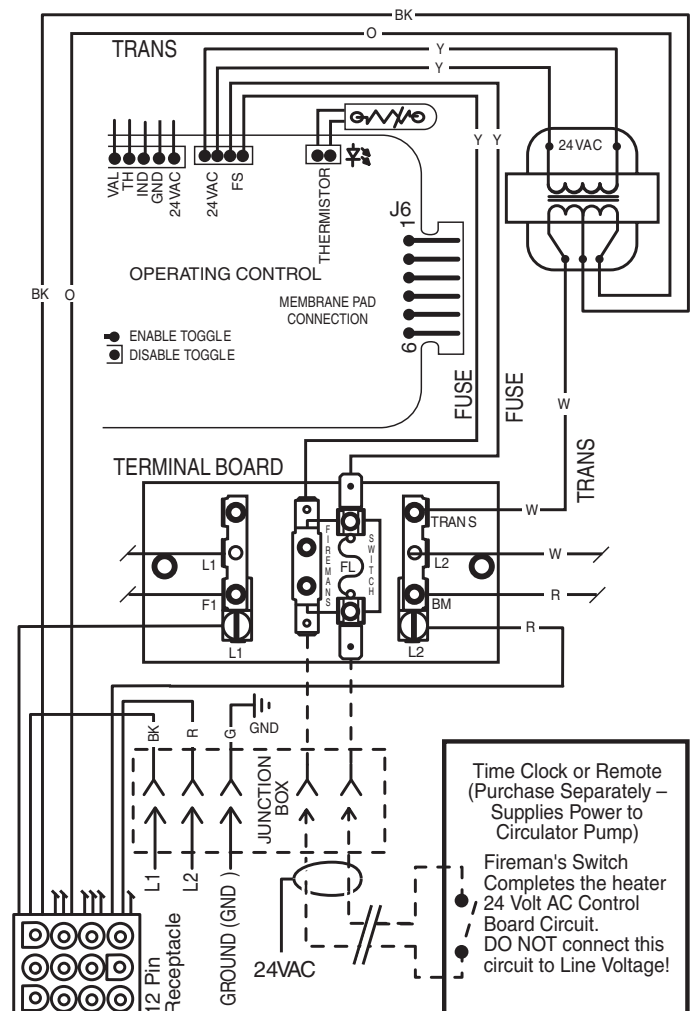 BK
O
TRANS
Y
Y
Y Y
24VAC
VAL
TH
IND
GND
24VAC
24VAC
FS
THERMISTOR
J6
1
OPERATING CONTROL
MEMBRANE PAD
CONNECTION
BK O
ENABLE TOGGLE
DISABLE TOGGLE
6
FUSE
FUSE
W
TRANS
TERMINAL BOARD
TRANS
W
L1
FIREMANS
FL
SWITCH
L2
W
F1
BM
R
L1
L2
R
BK
R
G
GND
JUNCTION
BOX
L1
L2
GROUND (GND )
24VAC
12 Pin
Receptacle
Time Clock or Remote
(Purchase Separately –
Supplies Power to
Circulator Pump)
Fireman's Switch
Completes the heater
24 Volt AC Control
Board Circuit.
DO NOT connect this
circuit to Line Voltage!